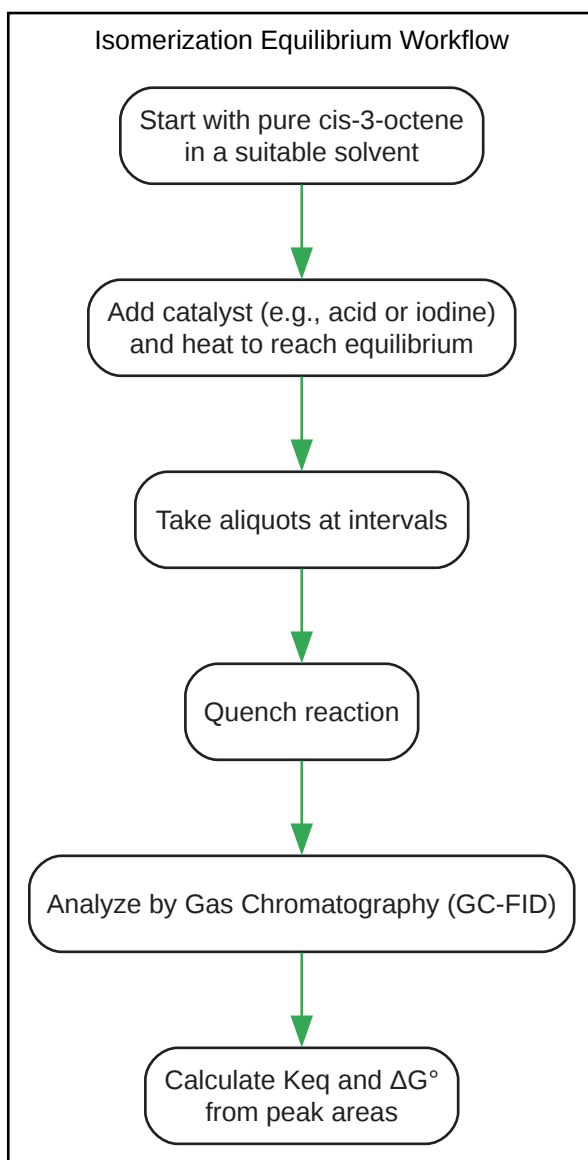 Isomerization Equilibrium Workflow
Start with pure cis-3-octene
in a suitable solvent
Add catalyst (e.g., acid or iodine)
and heat to reach equilibrium
Take aliquots at intervals
Quench reaction
Analyze by Gas Chromatography (GC-FID)
Calculate Keq and ΔG°
from peak areas